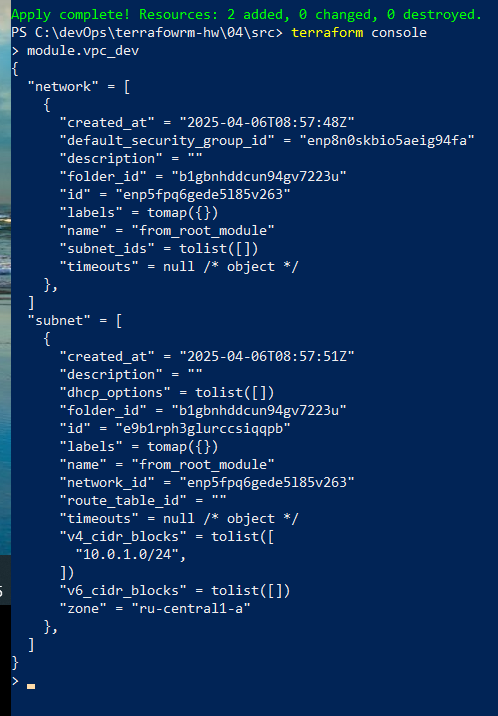 Apply complete! Resources: 2 added, 0 changed, 0 destroyed.
PS C:\devOps\terrafowrm-hw\04\src> terraform console
> module.vpc_dev
{
  "network" = [
    {
      "created_at" = "2025-04-06T08:57:48Z"
      "default_security_group_id" = "enp8n0skbio5aeig94fa"
      "description" = ""
      "folder_id" = "b1gbnhddcun94gv7223u"
      "id" = "enp5fpq6gede5l85v263"
      "labels" = tomap({})
      "name" = "from_root_module"
      "subnet_ids" = tolist([])
      "timeouts" = null /* object */
    },
  ]
  "subnet" = [
    {
      "created_at" = "2025-04-06T08:57:51Z"
      "description" = ""
      "dhcp_options" = tolist([])
      "folder_id" = "b1gbnhddcun94gv7223u"
      "id" = "e9b1rph3glurccsiqqpb"
      "labels" = tomap({})
      "name" = "from_root_module"
      "network_id" = "enp5fpq6gede5l85v263"
      "route_table_id" = ""
      "timeouts" = null /* object */
      "v4_cidr_blocks" = tolist([
        "10.0.1.0/24",
      ])
      "v6_cidr_blocks" = tolist([])
      "zone" = "ru-central1-a"
    },
  ]
}
>